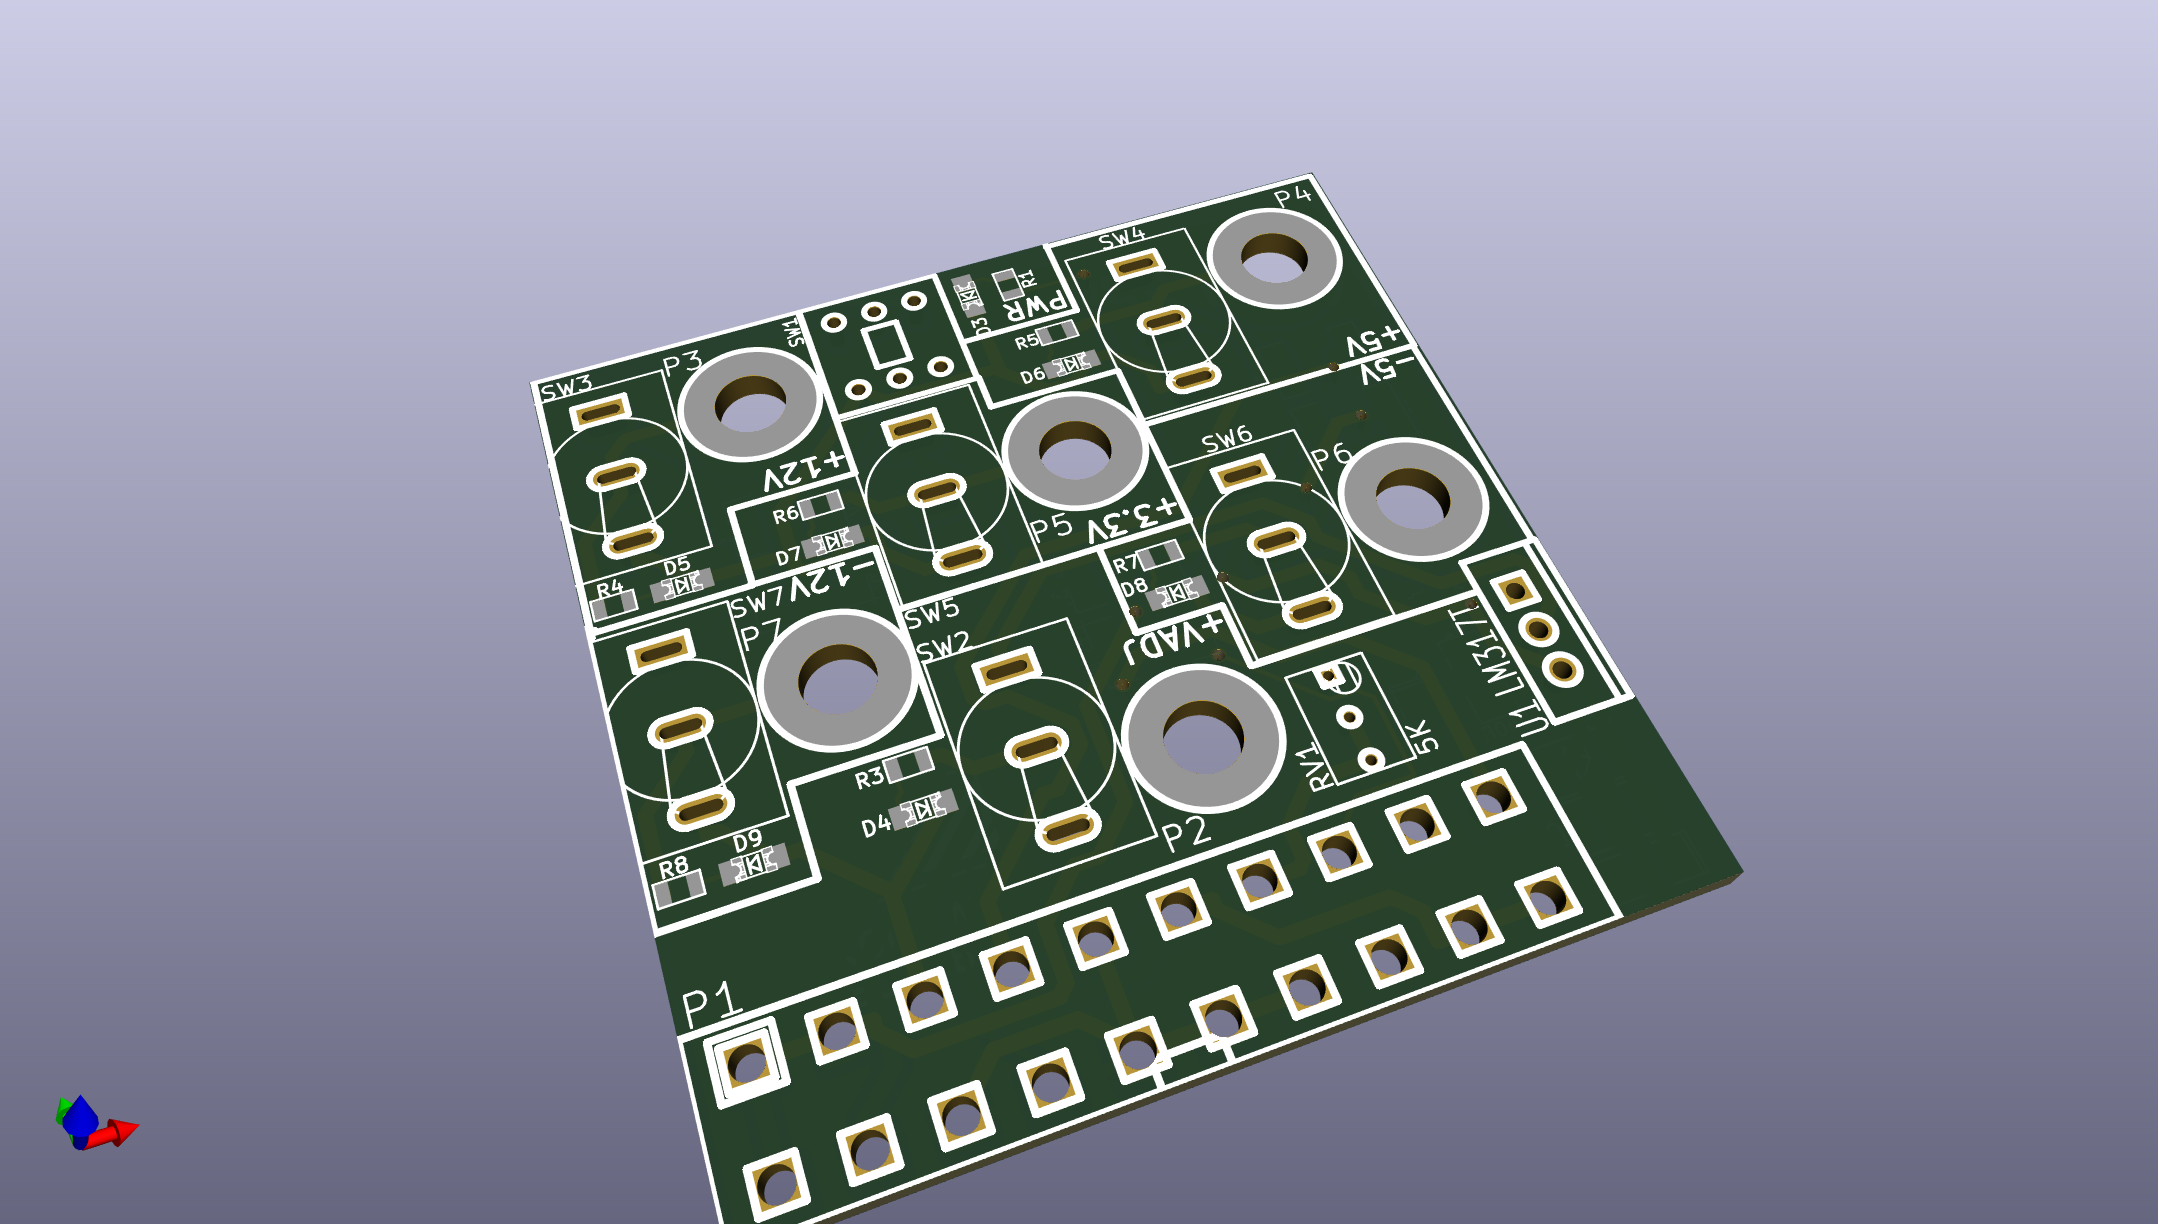 P4
SW4
R1
PWR
D3
SW1
R5
D6
+5V
-5V
P3
SW3
+12V
R6
D7
P5
+3.3V
SW6
P6
D5
R4
-12V
SW7
P7
SW5
SW2
R7
D8
+VADJ
LM317T
U1
5K
RV1
R3
D4
P2
D9
R8
P1